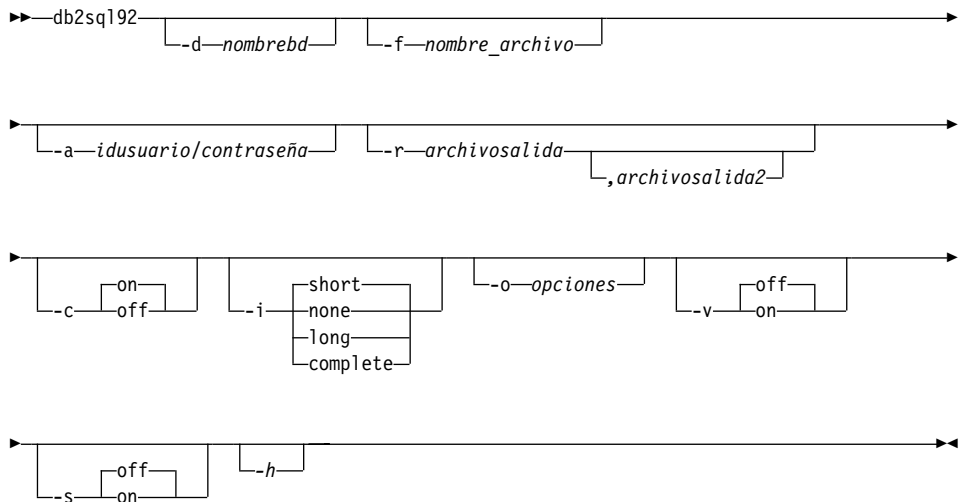 db2sql92 -d nombrebd -f nombre_archivo
-a idusuario/contraseña -r archivosalida ,archivosalida2
-c on off -i short none long complete -o opciones -v off on
-s off on -h